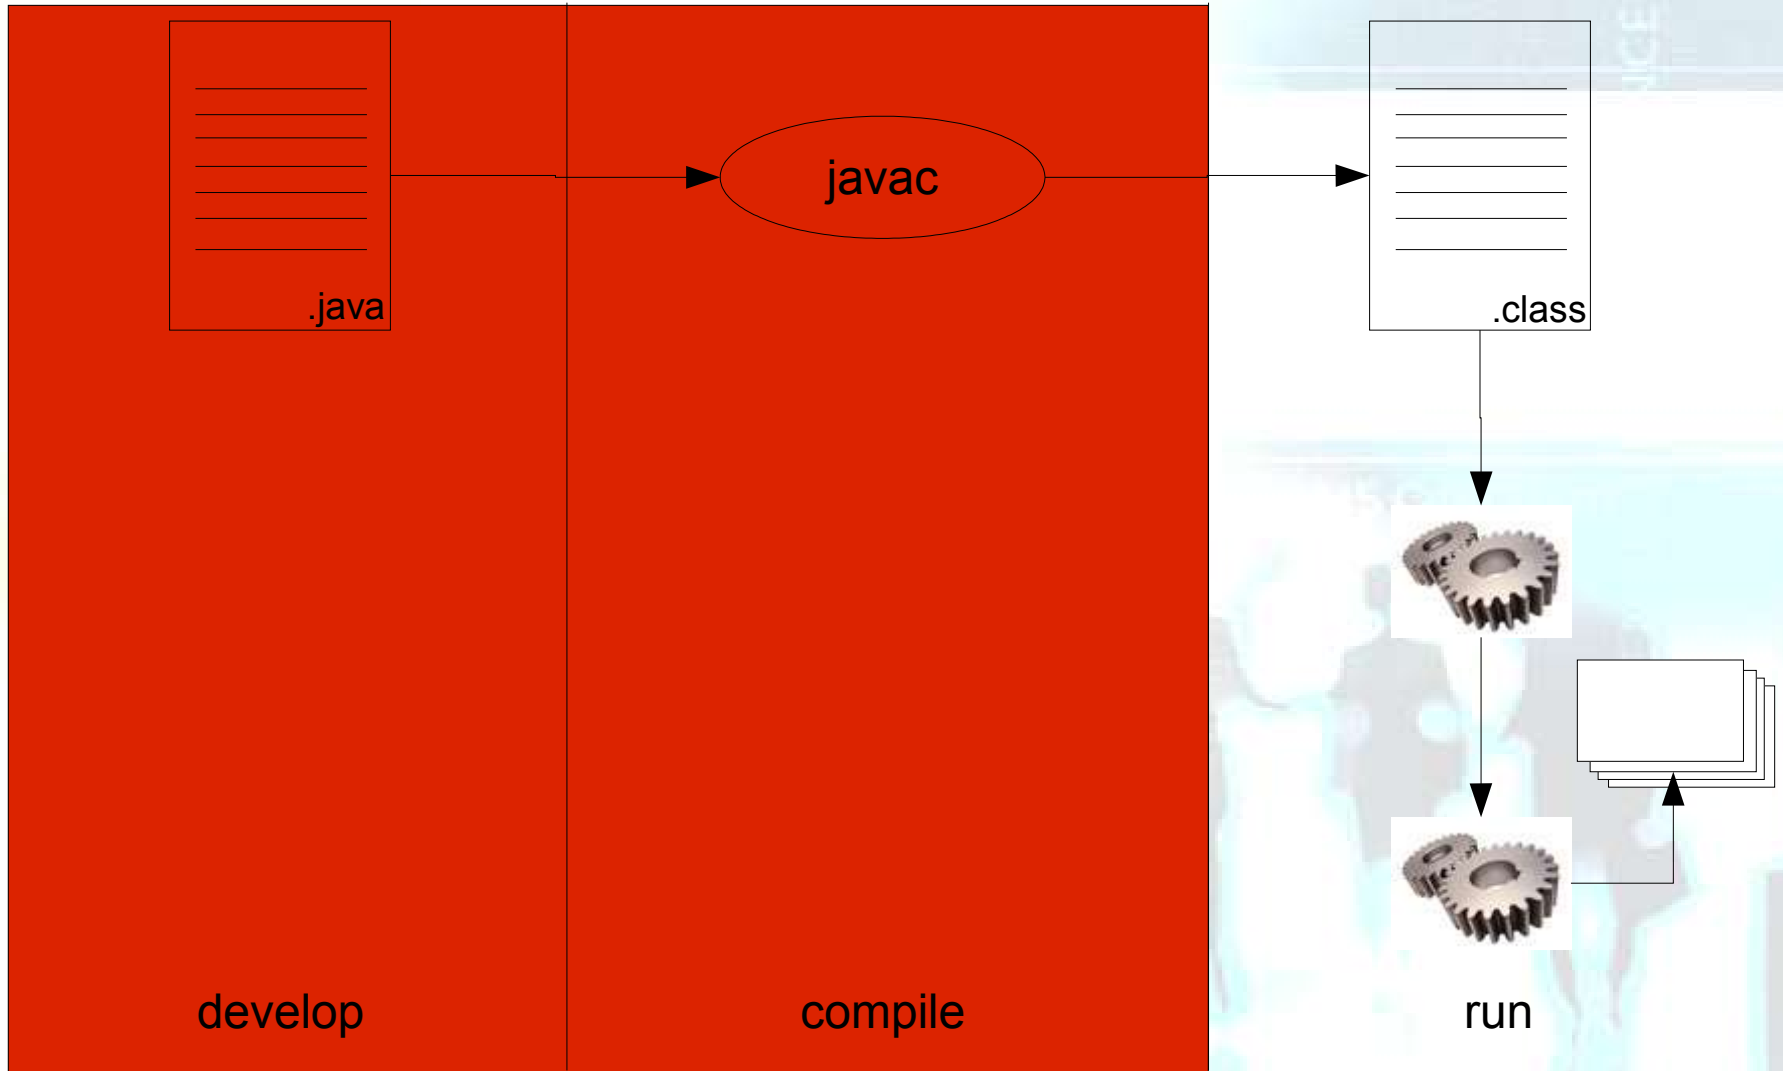 javac
.java
.class
develop
compile
run